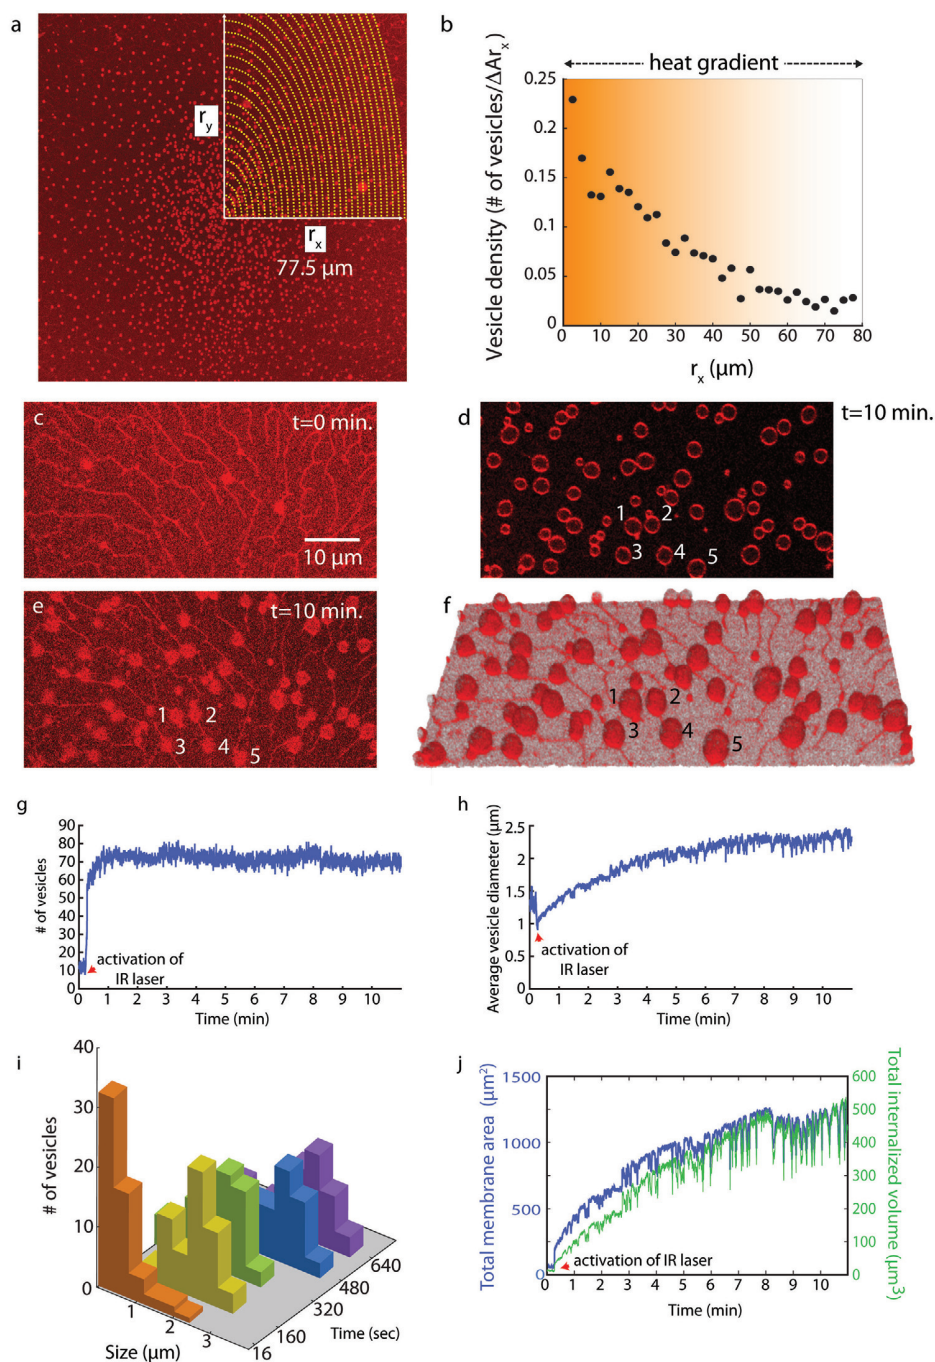 a
r_y
r_x
77.5 µm
b
heat gradient
Vesicle density (# of vesicles/ΔAr_x)
0.25
0.2
0.15
0.1
0.05
0
0 10 20 30 40 50 60 70 80
r_x (µm)
c
t=0 min.
10 µm
d
t=10 min.
1 2
3 4 5
e
t=10 min.
1 2
3 4 5
f
1 2
3 4 5
g
# of vesicles
90
80
70
60
50
40
30
20
10
0
activation of
IR laser
0 1 2 3 4 5 6 7 8 9 10
Time (min)
h
Average vesicle diameter (µm)
2.5
2
1.5
1
0.5
0
activation of
IR laser
0 1 2 3 4 5 6 7 8 9 10
Time (min)
i
# of vesicles
40
30
20
10
0
1 2 3
Size (µm)
16 160 320 480 640
Time (sec)
j
Total membrane area (µm²)
1500
1000
500
0
Total internalized volume (µm3)
600
500
400
300
200
100
0
activation of IR laser
1 2 3 4 5 6 7 8 9 10
Time (min)